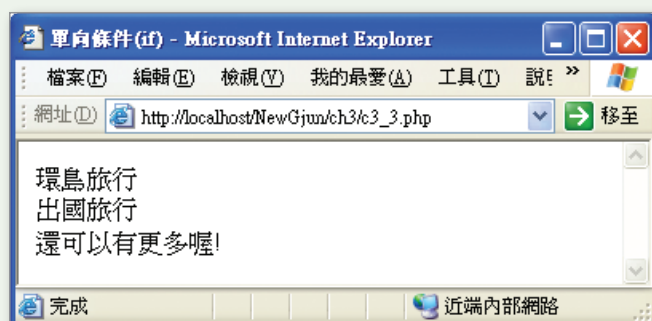 單向條件(if) - Microsoft Internet Explorer
檔案(F) 編輯(E) 檢視(V) 我的最愛(A) 工具(T) »
網址(D) http://localhost/NewGjun/ch3/c3_3.php 移至
環島旅行
出國旅行
還可以有更多喔!
完成 近端內部網路